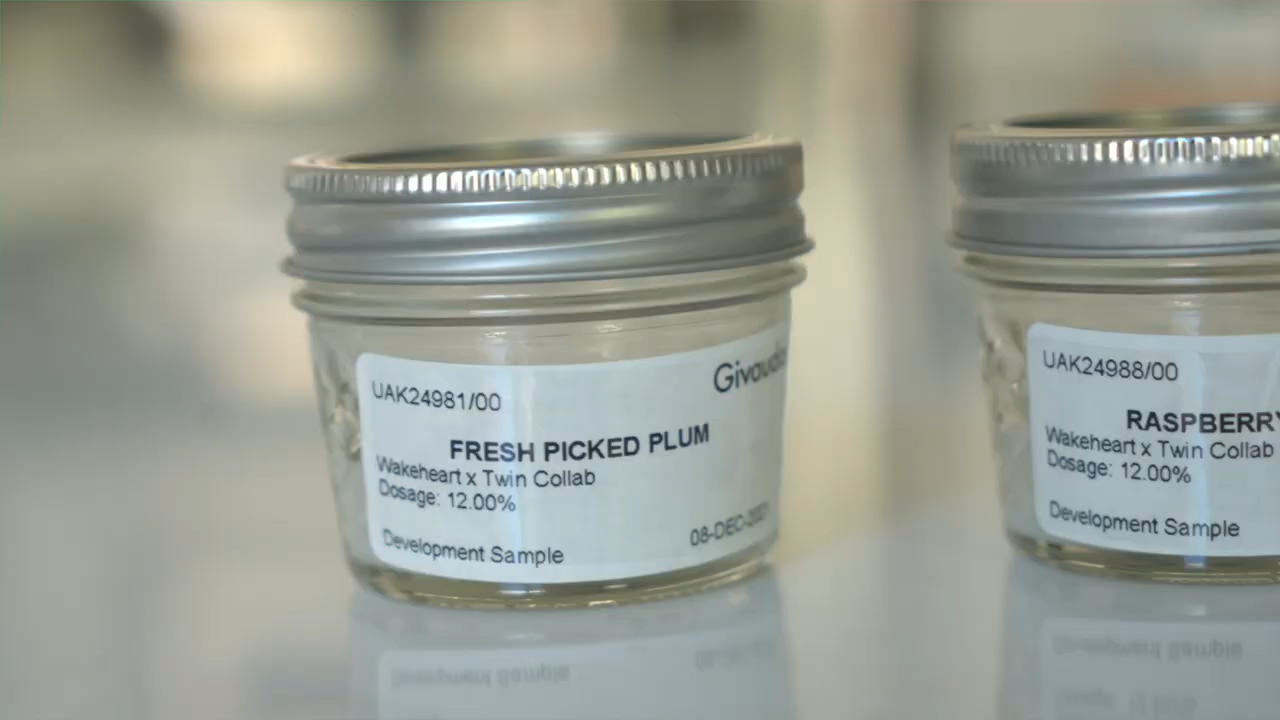 UAK24981/00
FRESH PICKED PLUM
Wakeheart x Twin Collab
Dosage: 12.00%
Development Sample
UAK24988/00
RASPBERRY
Wakeheart x Twin Collab
Dosage: 12.00%
Development Sample